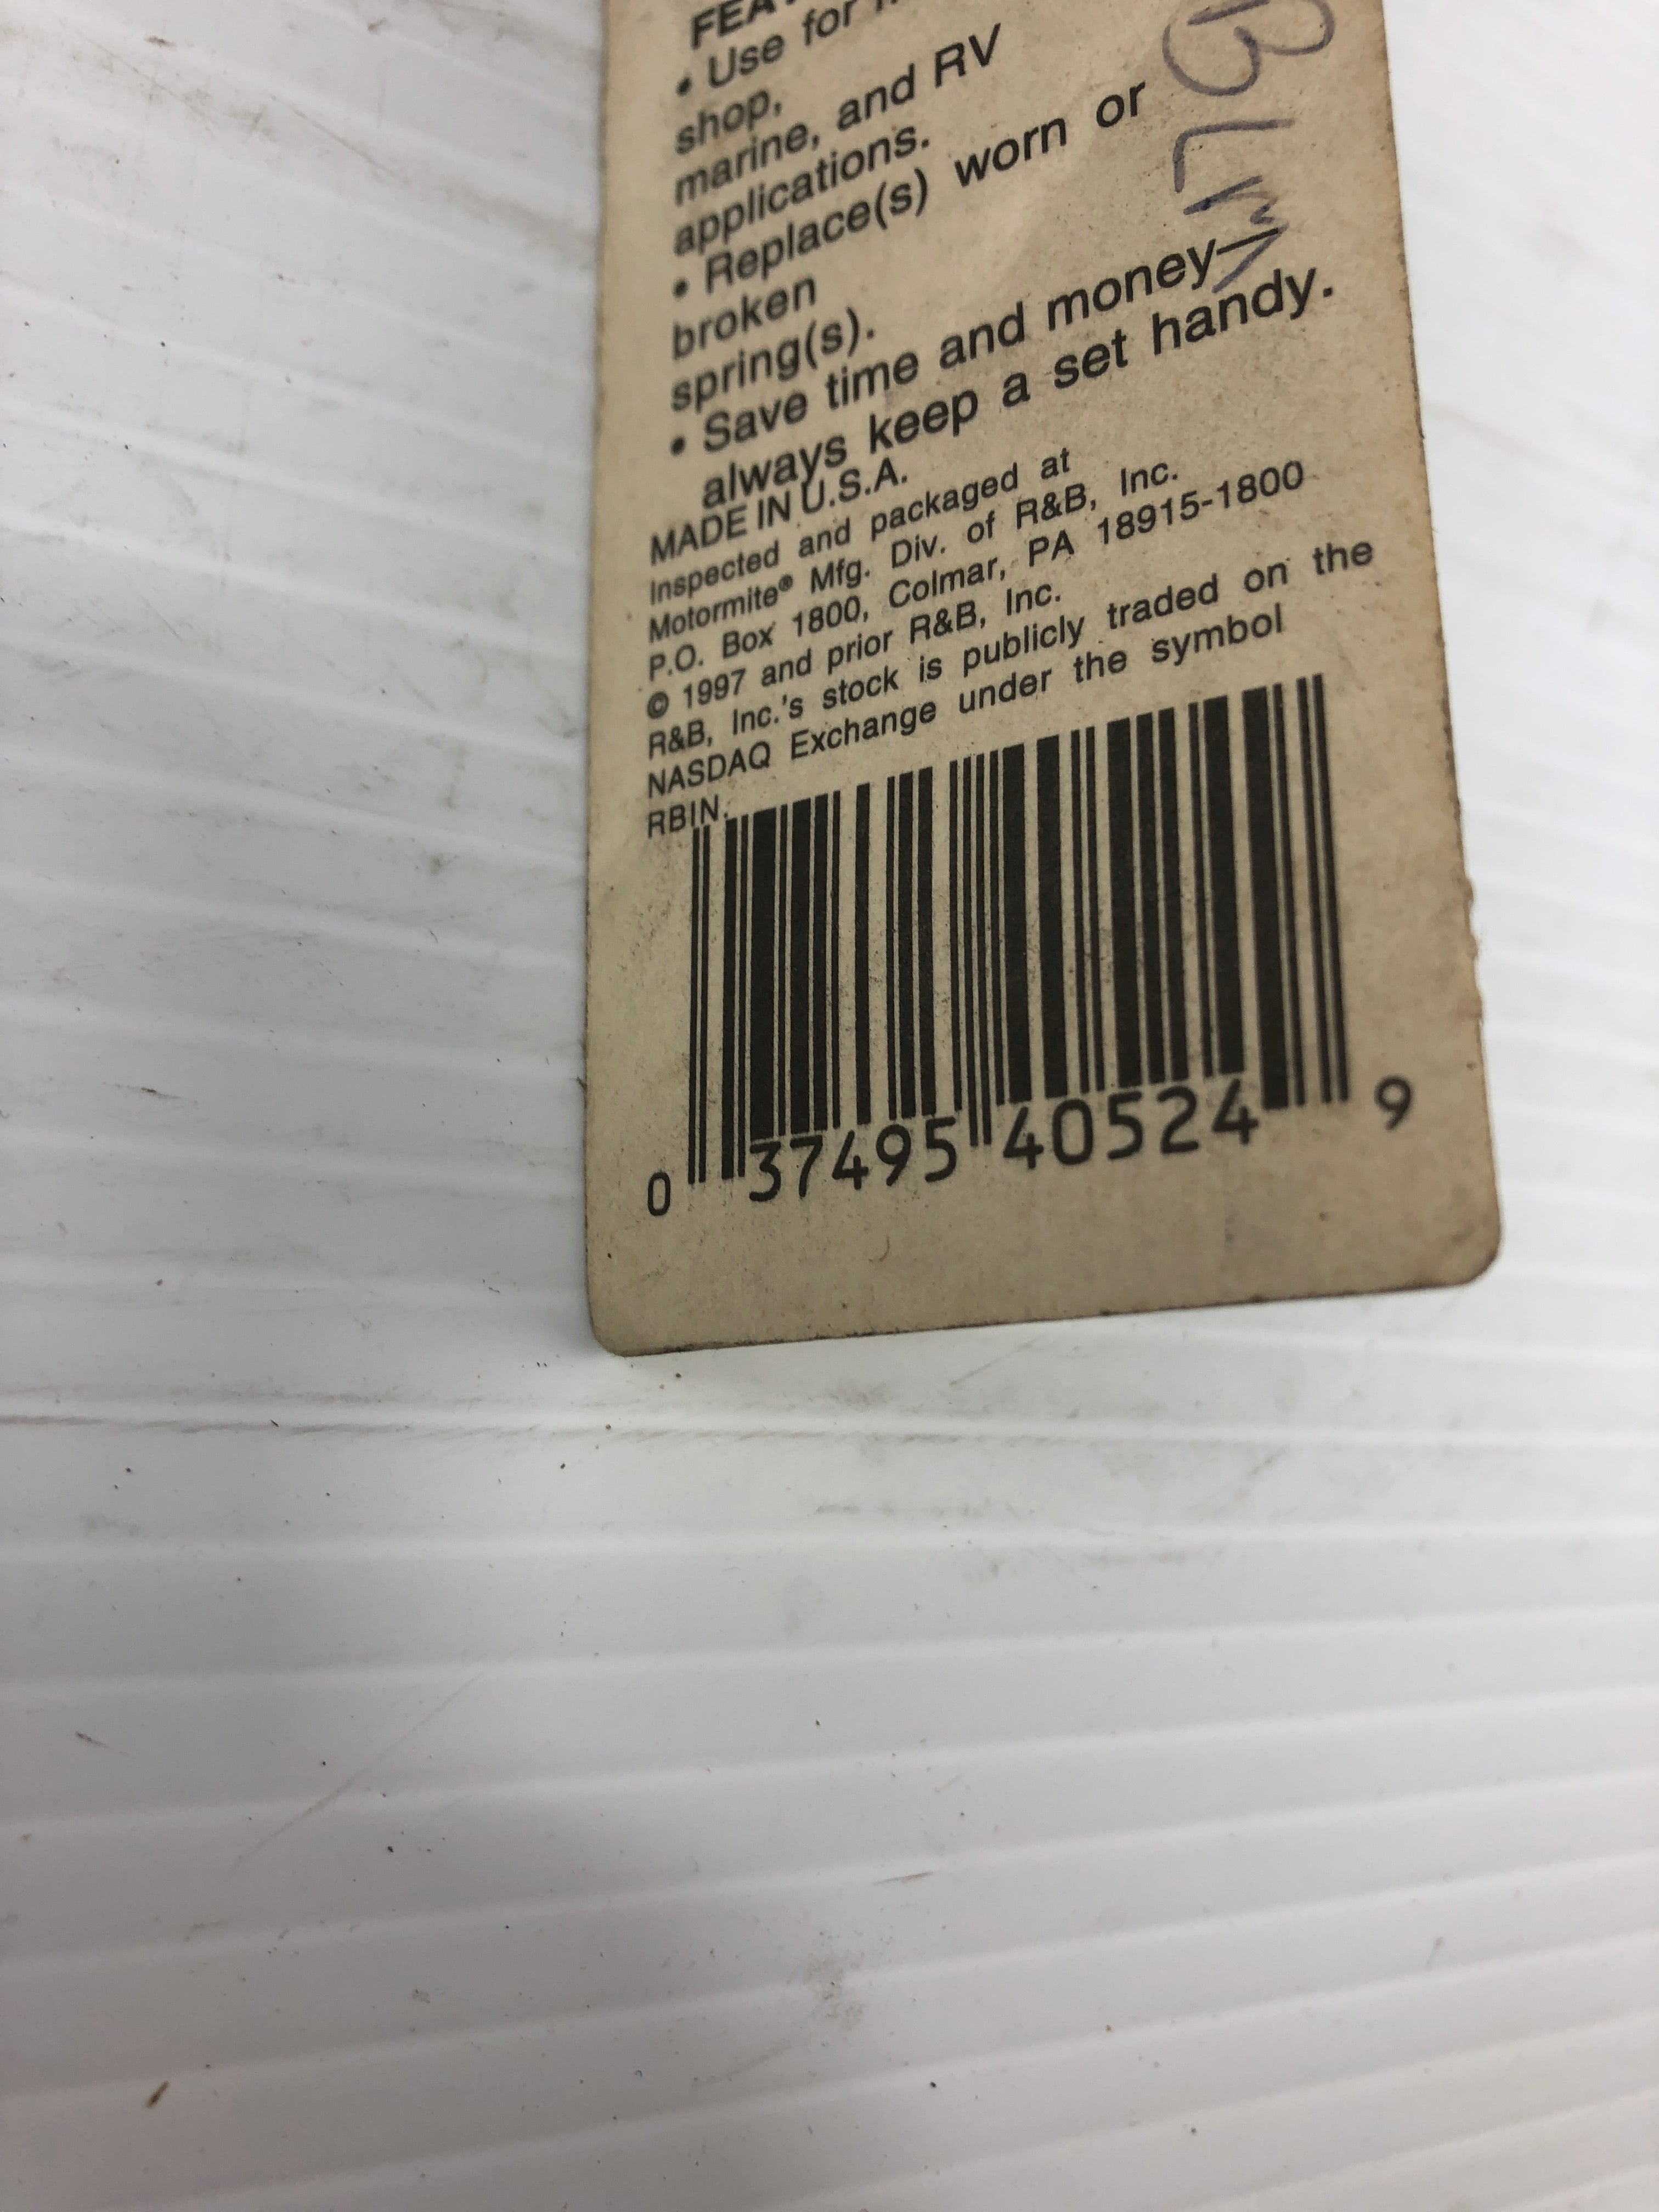 • Use for
shop,
marine, and RV
applications.
• Replace(s) worn or
broken
spring(s).
• Save time and money—
always keep a set handy.
MADE IN U.S.A.
Inspected and packaged at
Motormite® Mfg. Div. of R&B, Inc.
P.O. Box 1800, Colmar, PA 18915-1800
© 1997 and prior R&B, Inc.
R&B, Inc.'s stock is publicly traded on the
NASDAQ Exchange under the symbol
RBIN.
0 37495 40524 9